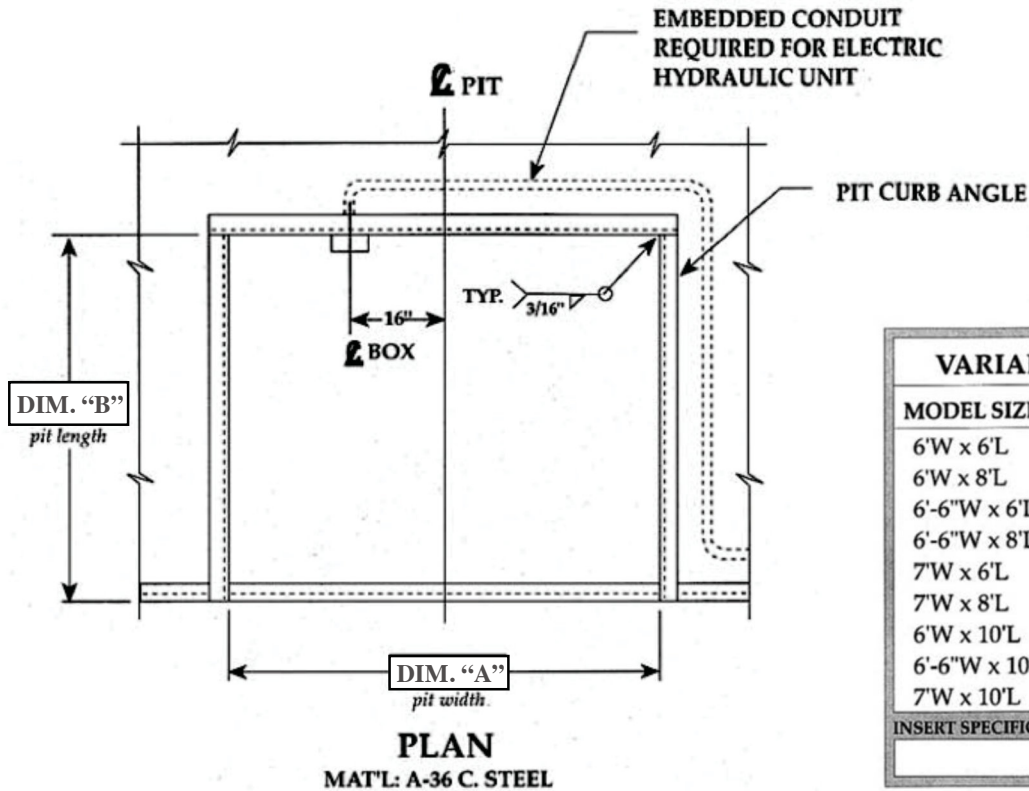 EMBEDDED CONDUIT
REQUIRED FOR ELECTRIC
HYDRAULIC UNIT
℄ PIT
PIT CURB ANGLE
TYP.
3/16"
16"
℄ BOX
DIM. “B”
pit length
DIM. “A”
pit width
PLAN
MAT'L: A-36 C. STEEL
MODEL SIZ
6'W x 6'L
6'W x 8'L
6'-6"W x 6'L
6'-6"W x 8'L
7'W x 6'L
7'W x 8'L
6'W x 10'L
6'-6"W x 10
7'W x 10'L
INSERT